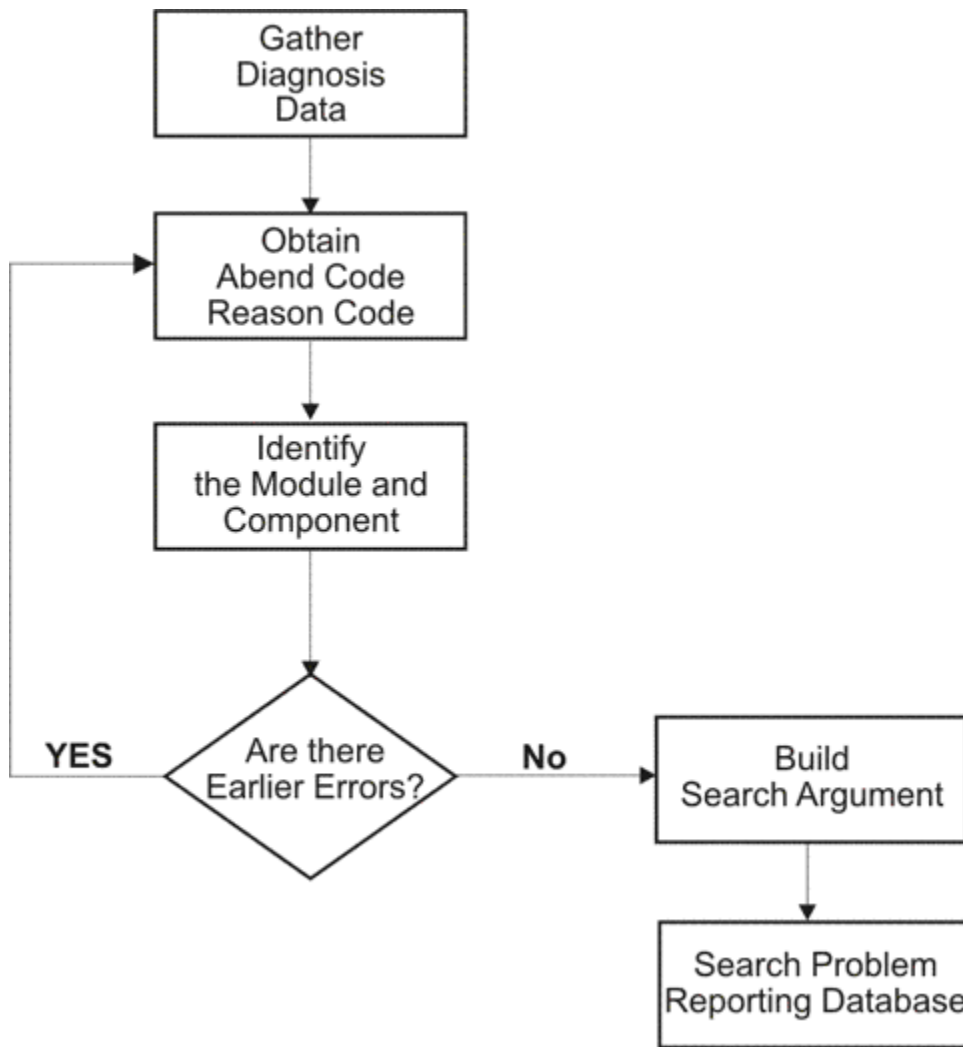 Gather
Diagnosis
Data
Obtain
Abend Code
Reason Code
Identify
the Module and
Component
Are there
Earlier Errors?
YES
No
Build
Search Argument
Search Problem
Reporting Database